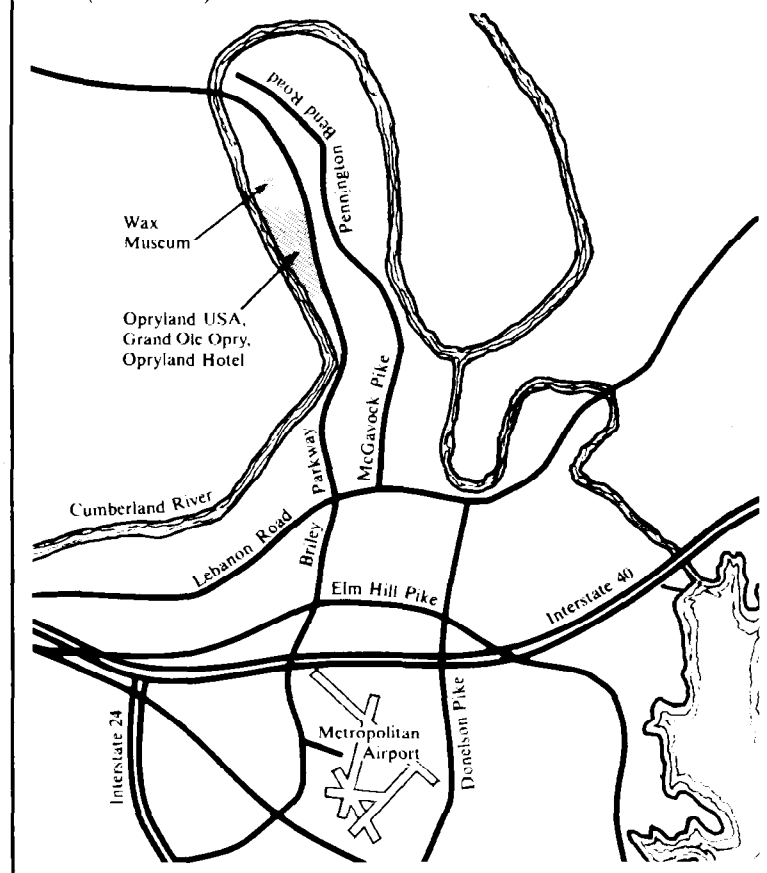 Bend Road
Pennington
Wax
Museum
Opryland USA,
Grand Ole Opry,
Opryland Hotel
McGavock Pike
Parkway
Cumberland River
Lebanon Road
Briley
Elm Hill Pike
Interstate 40
Interstate 24
Metropolitan
Airport
Donelson Pike